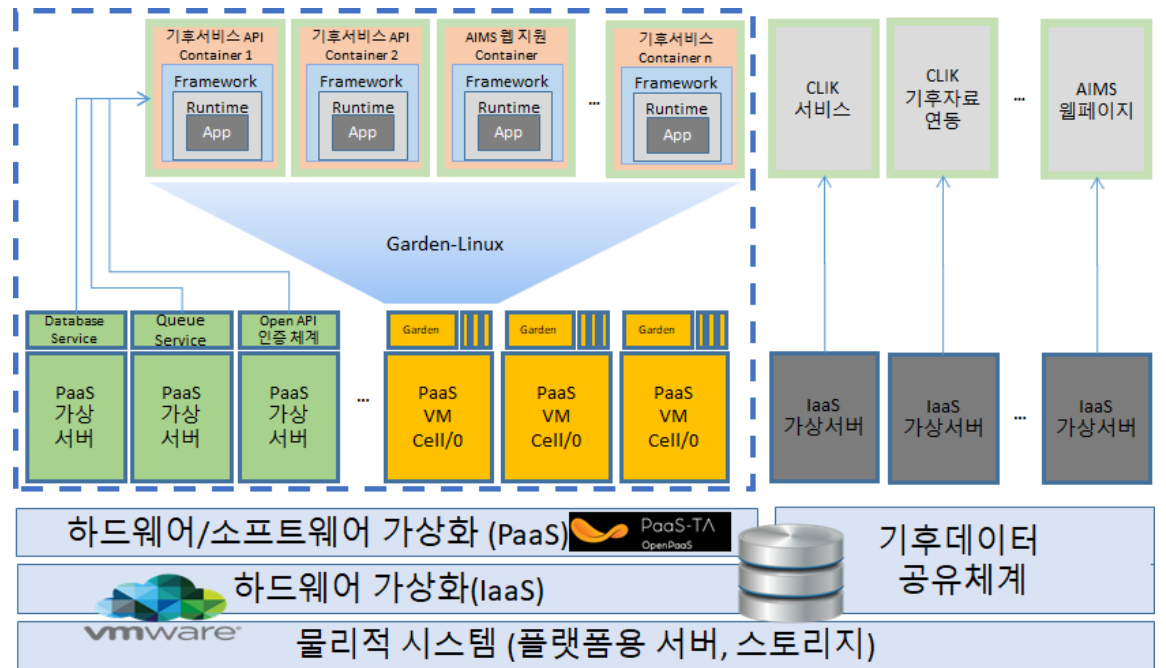 기후서비스 API
Container 1
Framework
Runtime
App
기후서비스 API
Container 2
Framework
Runtime
App
AIMS 웹 지원
Container
Framework
Runtime
App
...
기후서비스
Container n
Framework
Runtime
App
CLIK
서비스
CLIK
기후자료
연동
...
AIMS
웹페이지
Garden-Linux
Database
Service
Queue
Service
Open API
인증 체계
Garden
Garden
Garden
PaaS
가상
서버
PaaS
가상
서버
PaaS
가상
서버
...
PaaS
VM
Cell/0
PaaS
VM
Cell/0
PaaS
VM
Cell/0
IaaS
가상서버
IaaS
가상서버
...
IaaS
가상서버
하드웨어/소프트웨어 가상화 (PaaS)
PaaS-TA
OpenPaaS
기후데이터
공유체계
하드웨어 가상화(IaaS)
vmware®
물리적 시스템 (플랫폼용 서버, 스토리지)